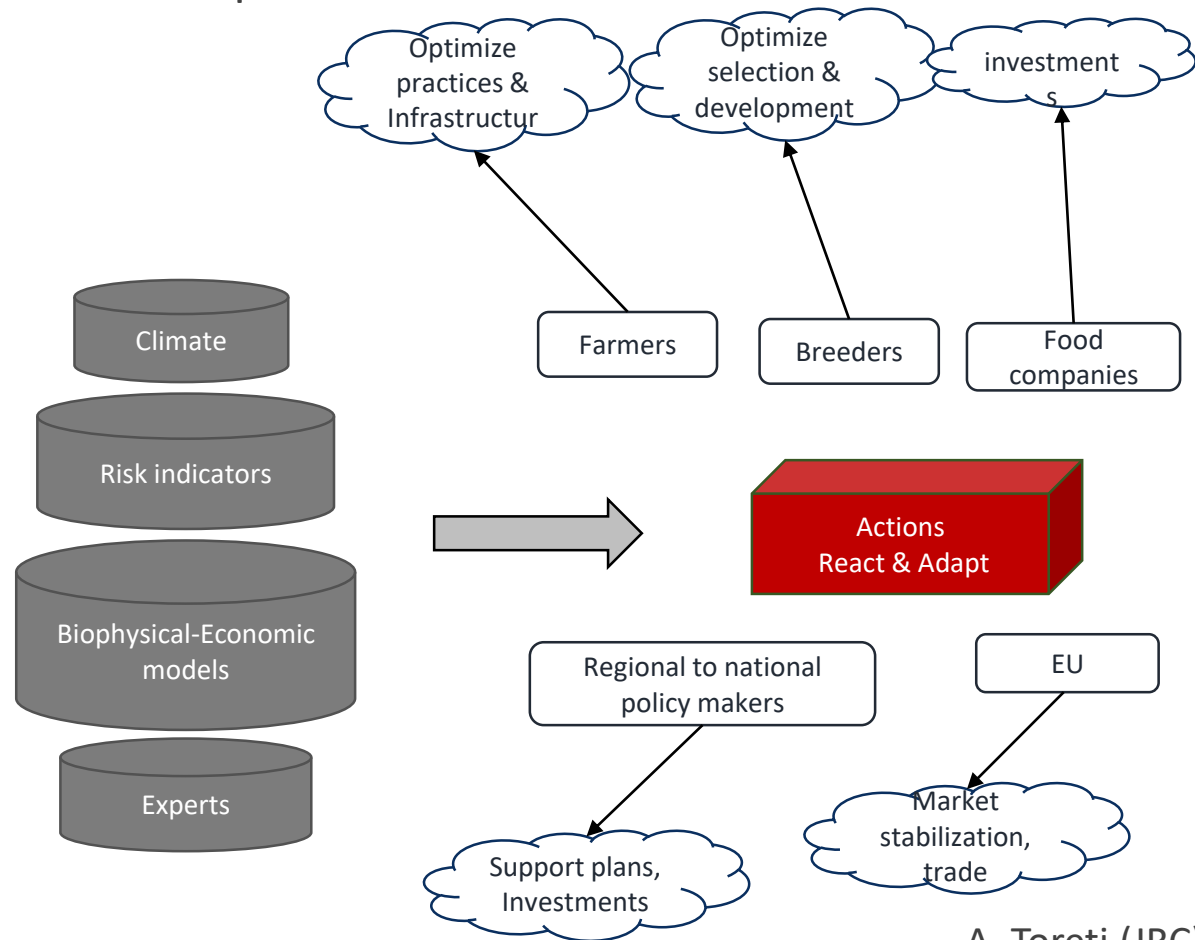 Optimize
practices &
Infrastructur
Optimize
selection &
development
investment
s
Farmers
Breeders
Food
companies
Climate
Risk indicators
Biophysical-Economic
models
Experts
Actions
React & Adapt
Regional to national
policy makers
EU
Support plans,
Investments
Market
stabilization,
trade